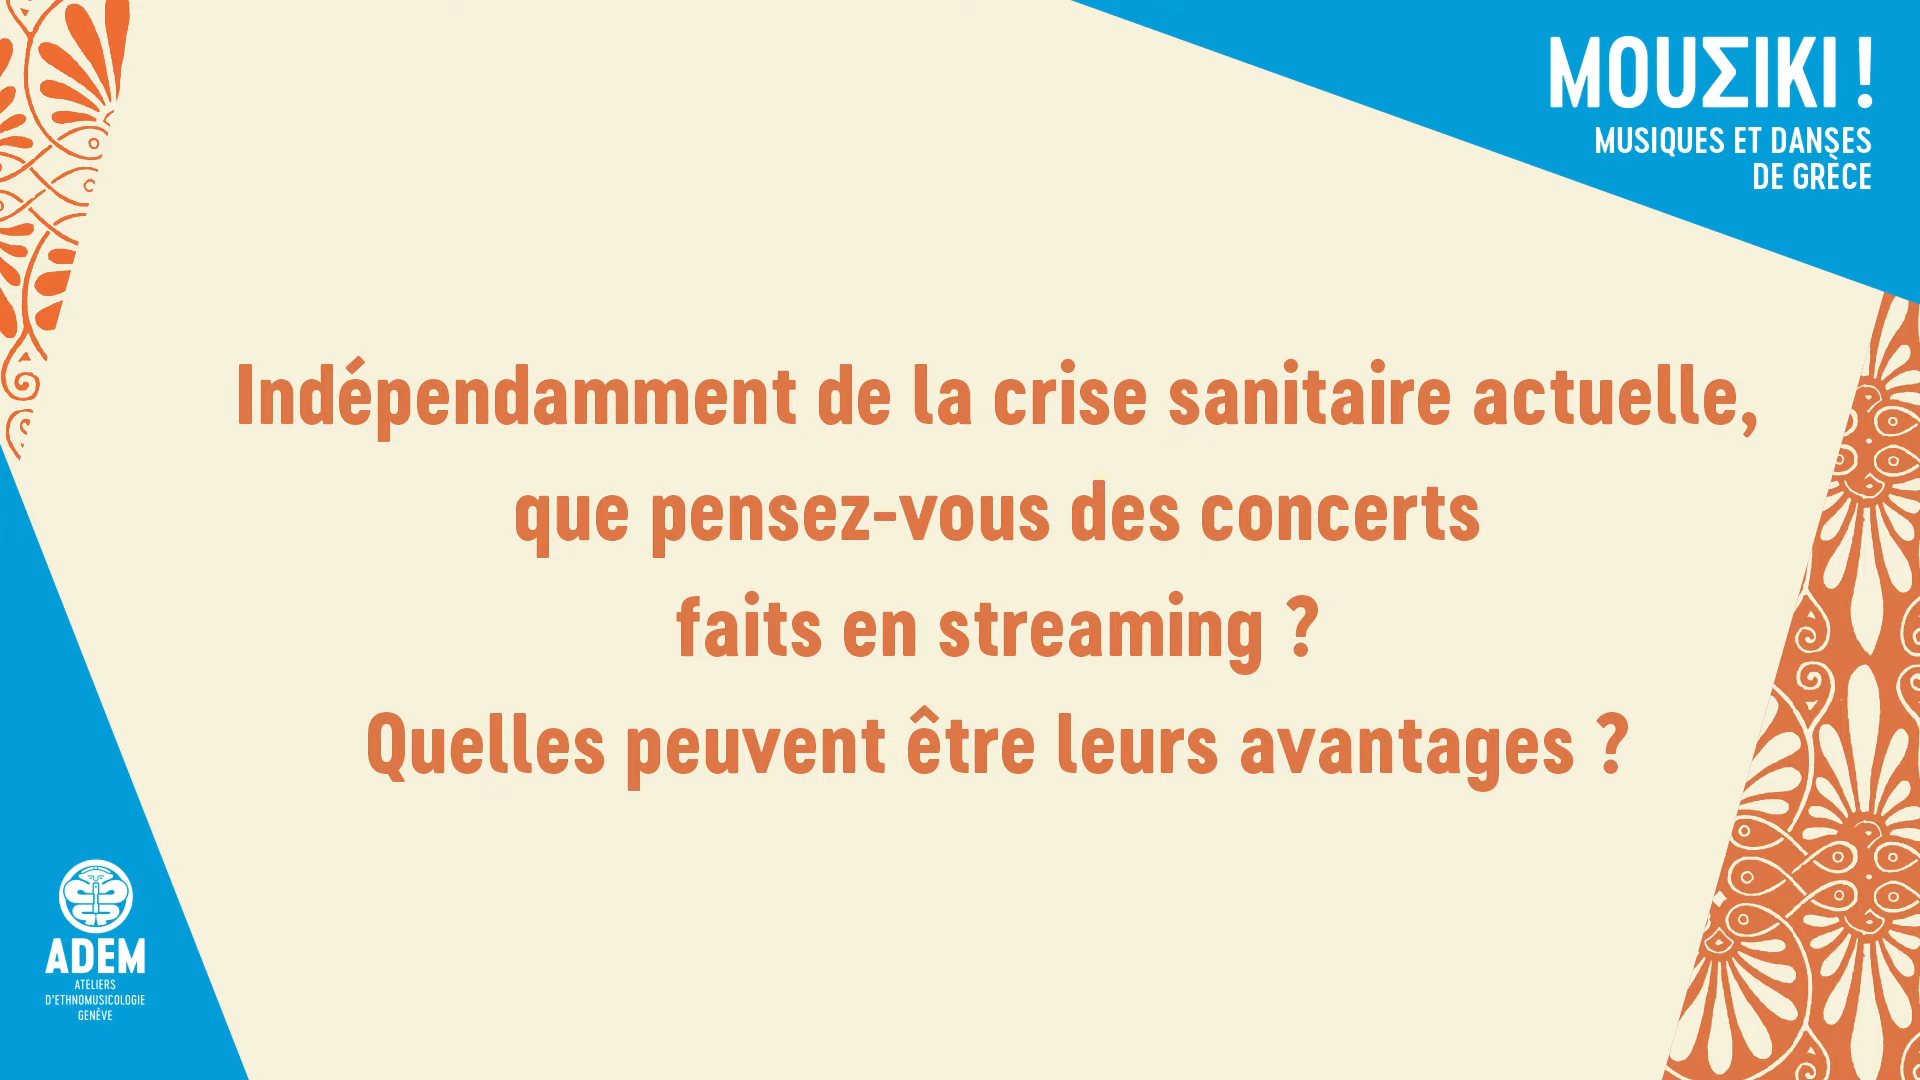 MOUΣIKI !
MUSIQUES ET DANSES
DE GRÈCE
Indépendamment de la crise sanitaire actuelle,
que pensez-vous des concerts
faits en streaming ?
Quelles peuvent être leurs avantages ?
ADEM
ATELIERS
D'ETHNOMUSICOLOGIE
GENÈVE